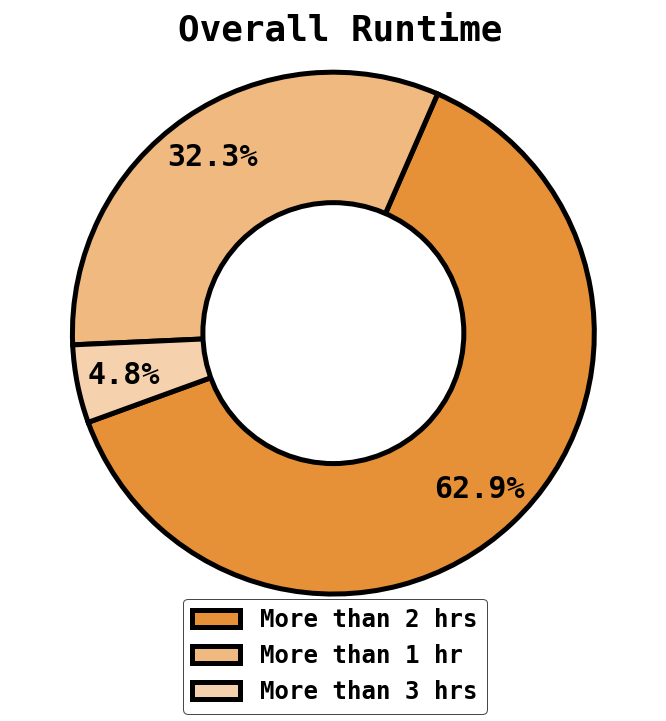 Overall Runtime
32.3%
4.8%
62.9%
More than 2 hrs
More than 1 hr
More than 3 hrs